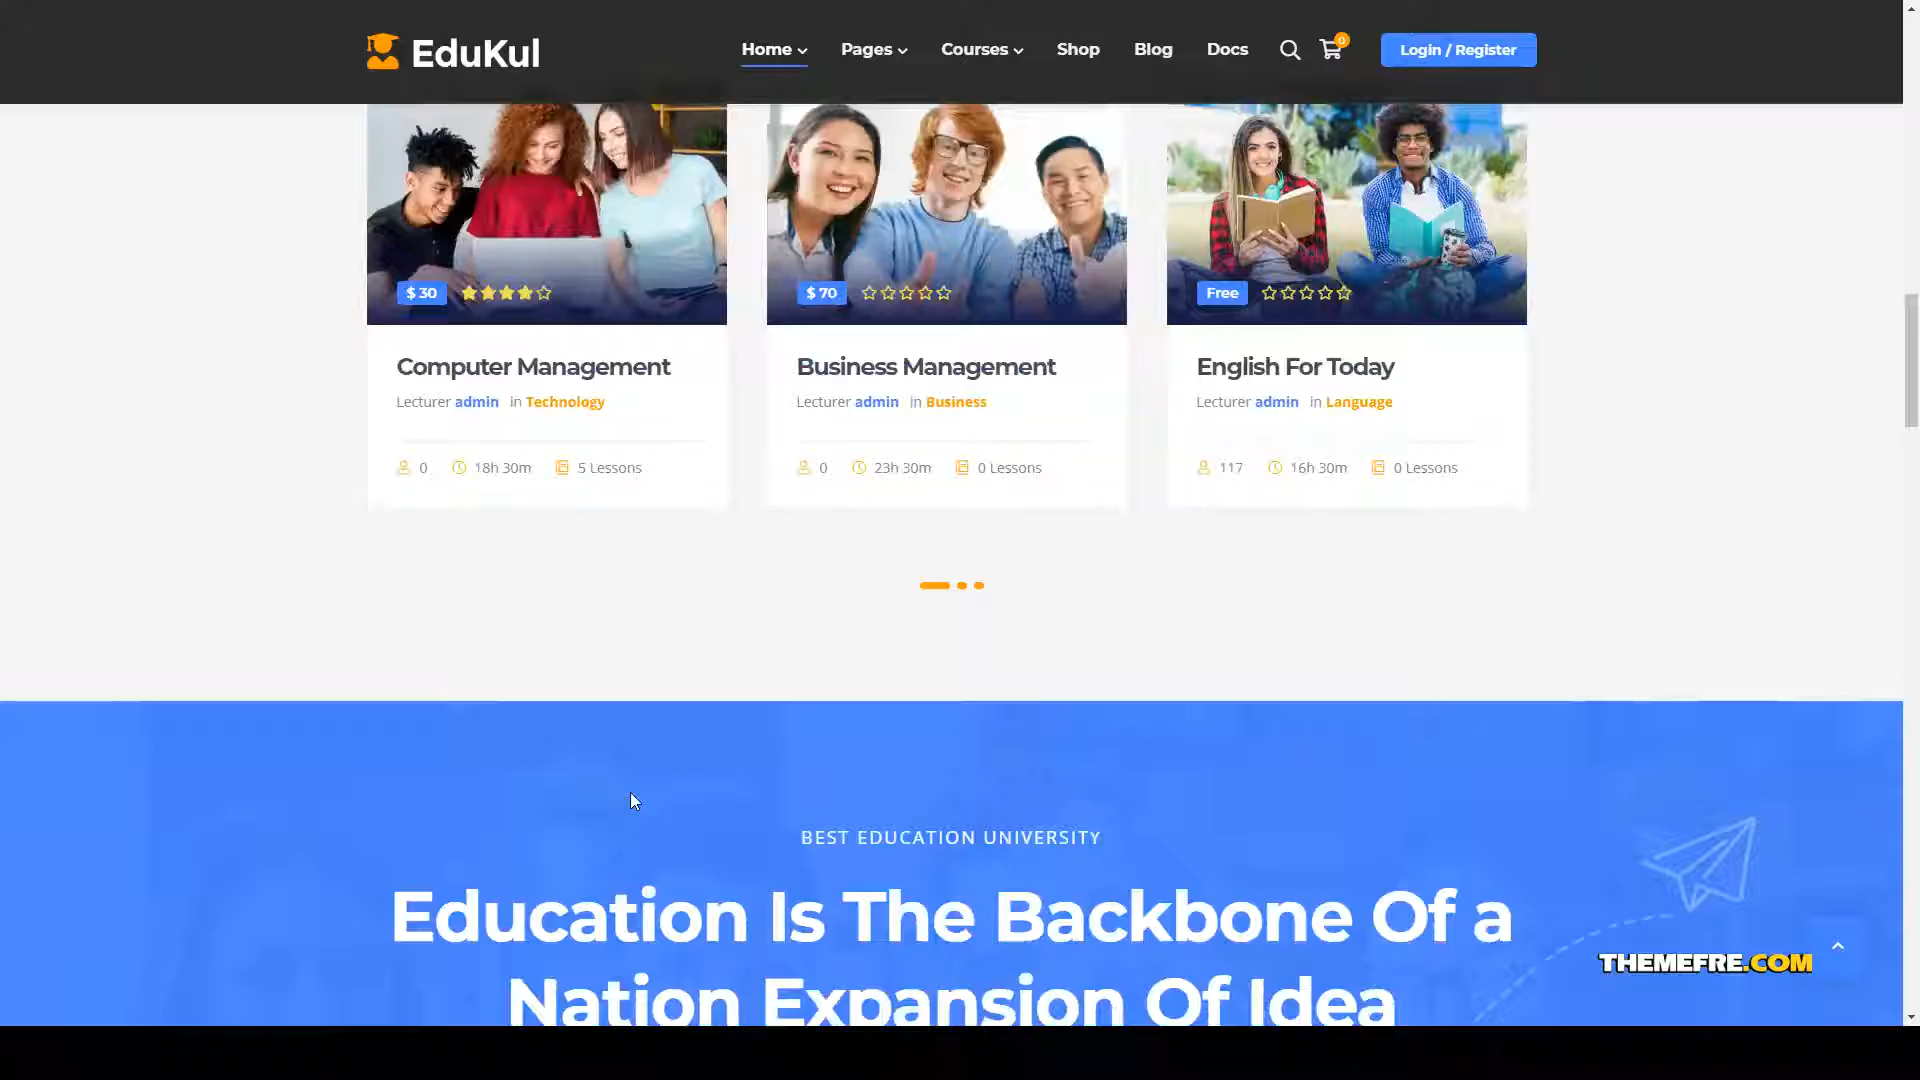 EduKul
Home
Pages
Courses
Shop
Blog
Docs
0
Login / Register
$ 30
$ 70
Free
Computer Management
Business Management
English For Today
Lecturer admin in Technology
Lecturer admin in Business
Lecturer admin in Language
0 18h 30m 5 Lessons
0 23h 30m 0 Lessons
117 16h 30m 0 Lessons
BEST EDUCATION UNIVERSITY
Education Is The Backbone Of a
Nation Expansion Of Idea
THEMEFRE.COM